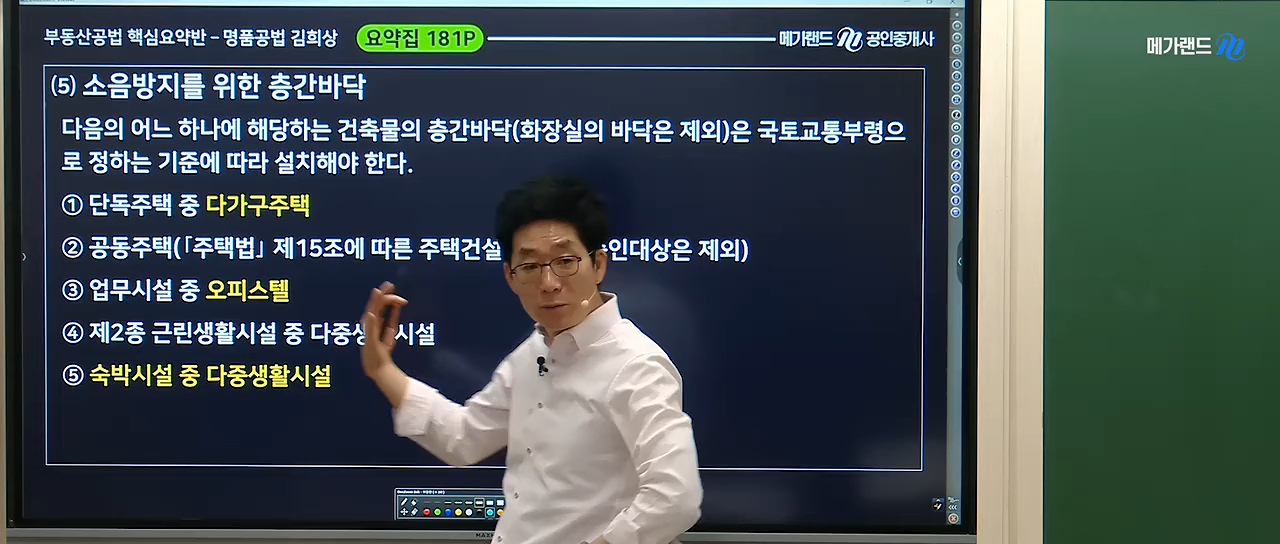 부동산공법 핵심요약반 – 명품공법 김희상 요약집 181P 메가랜드 공인중개사
메가랜드
(5) 소음방지를 위한 층간바닥
다음의 어느 하나에 해당하는 건축물의 층간바닥(화장실의 바닥은 제외)은 국토교통부령으
로 정하는 기준에 따라 설치해야 한다.
① 단독주택 중 다가구주택
② 공동주택(「주택법」 제15조에 따른 주택건설 인대상은 제외)
③ 업무시설 중 오피스텔
④ 제2종 근린생활시설 중 다중생 시설
⑤ 숙박시설 중 다중생활시설